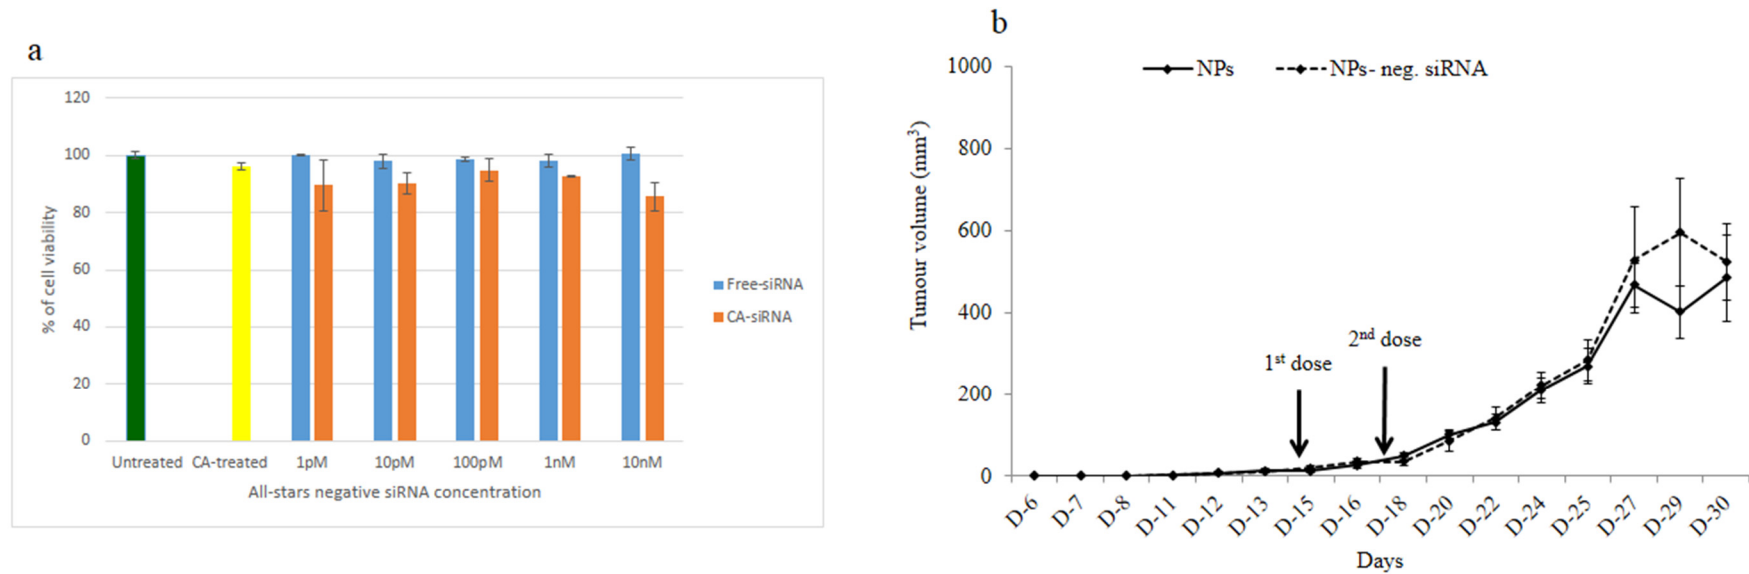 a
120
100
80
60
40
20
0
% of cell viability
Untreated CA-treated 1pM 10pM 100pM 1nM 10nM
All-stars negative siRNA concentration
Free-siRNA
CA-siRNA
b
NPs NPs- neg. siRNA
1000
800
600
400
200
0
Tumour volume (mm³)
1st dose
2nd dose
D-6 D-7 D-8 D-11 D-12 D-13 D-15 D-16 D-18 D-20 D-22 D-24 D-25 D-27 D-29 D-30
Days